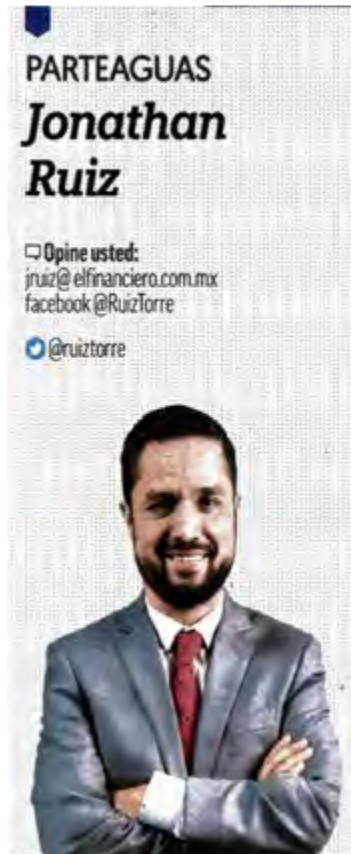 PARTEAGUAS
Jonathan
Ruiz
Opine usted:
jruiz@elfinanciero.com.mx
facebook@RuizTorre
@ruiztorre